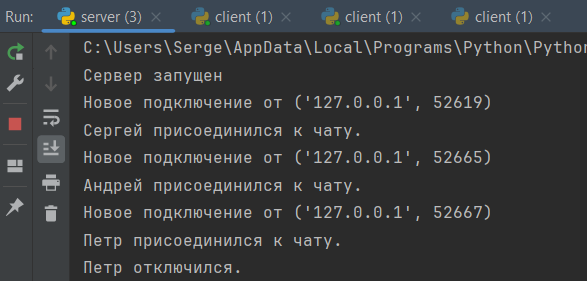 Run: server (3) × client (1) × client (1) × client (1) ×
C:\Users\Serge\AppData\Local\Programs\Python\Python
Сервер запущен
Новое подключение от ('127.0.0.1', 52619)
Сергей присоединился к чату.
Новое подключение от ('127.0.0.1', 52665)
Андрей присоединился к чату.
Новое подключение от ('127.0.0.1', 52667)
Петр присоединился к чату.
Петр отключился.